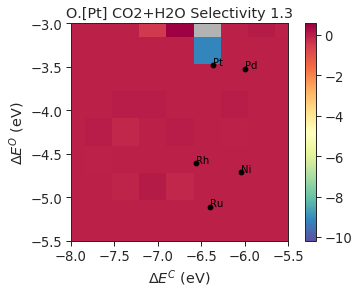 O.[Pt] CO2+H2O Selectivity 1.3
−3.0
−3.5
−4.0
−4.5
−5.0
−5.5
ΔE^O (eV)
Pt
Pd
Rh
Ni
Ru
−8.0 −7.5 −7.0 −6.5 −6.0 −5.5
ΔE^C (eV)
0
−2
−4
−6
−8
−10